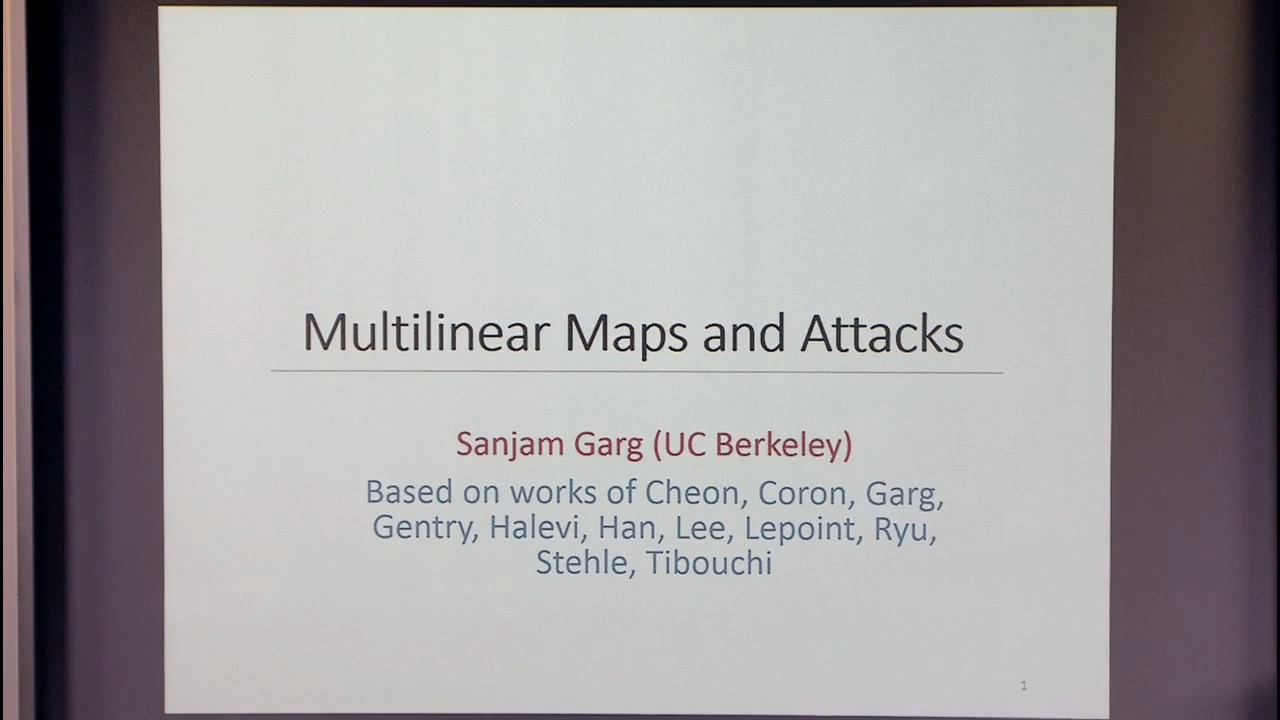 Multilinear Maps and Attacks
Sanjam Garg (UC Berkeley)
Based on works of Cheon, Coron, Garg,
Gentry, Halevi, Han, Lee, Lepoint, Ryu,
Stehle, Tibouchi
1